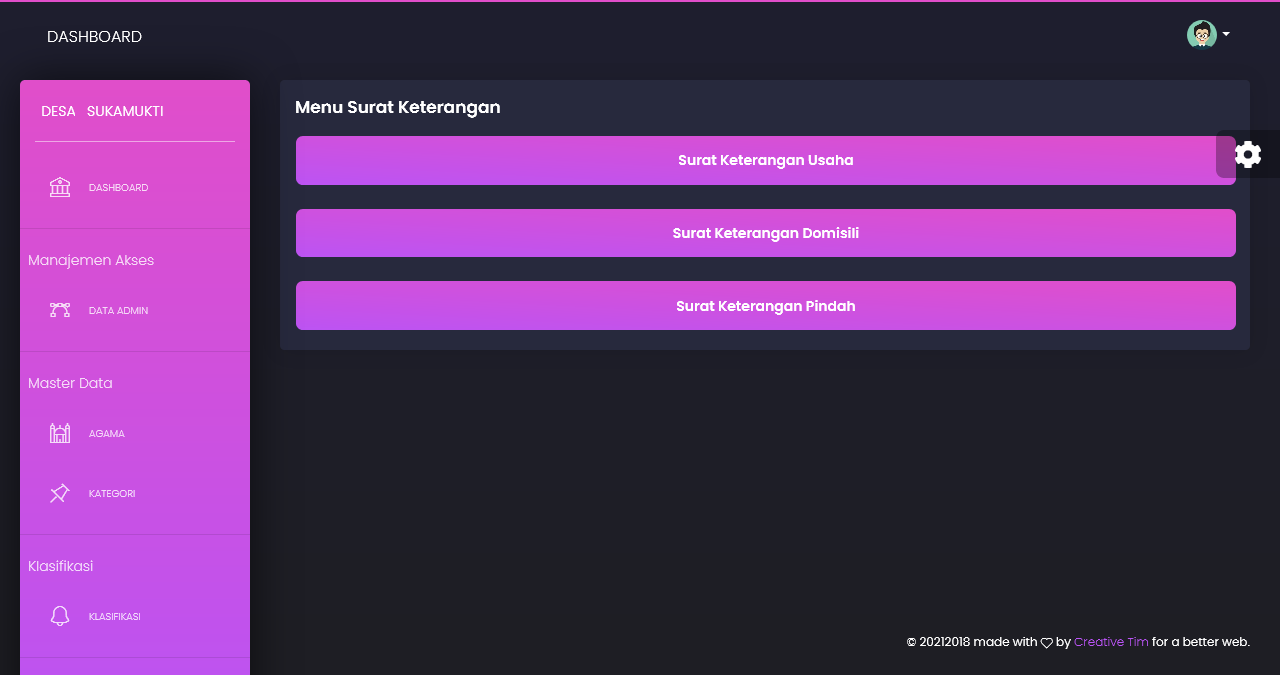 DASHBOARD
DESA SUKAMUKTI
DASHBOARD
Manajemen Akses
DATA ADMIN
Master Data
AGAMA
KATEGORI
Klasifikasi
KLASIFIKASI
Menu Surat Keterangan
Surat Keterangan Usaha
Surat Keterangan Domisili
Surat Keterangan Pindah
© 20212018 made with ♡ by Creative Tim for a better web.